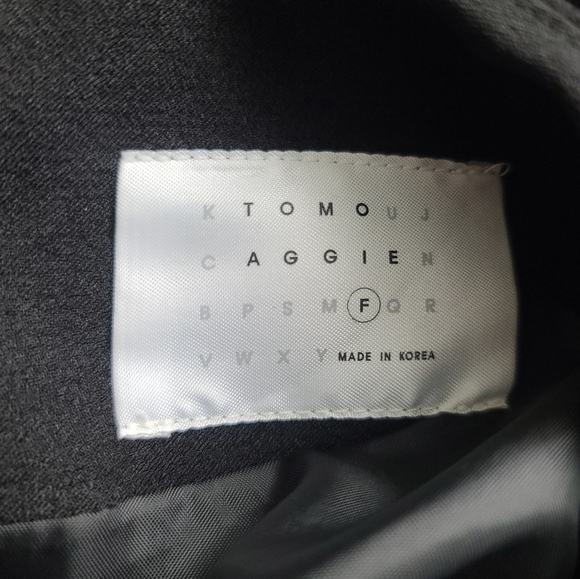 K T O M O U J
C A G G I E N
B P S M F Q R
V W X Y MADE IN KOREA